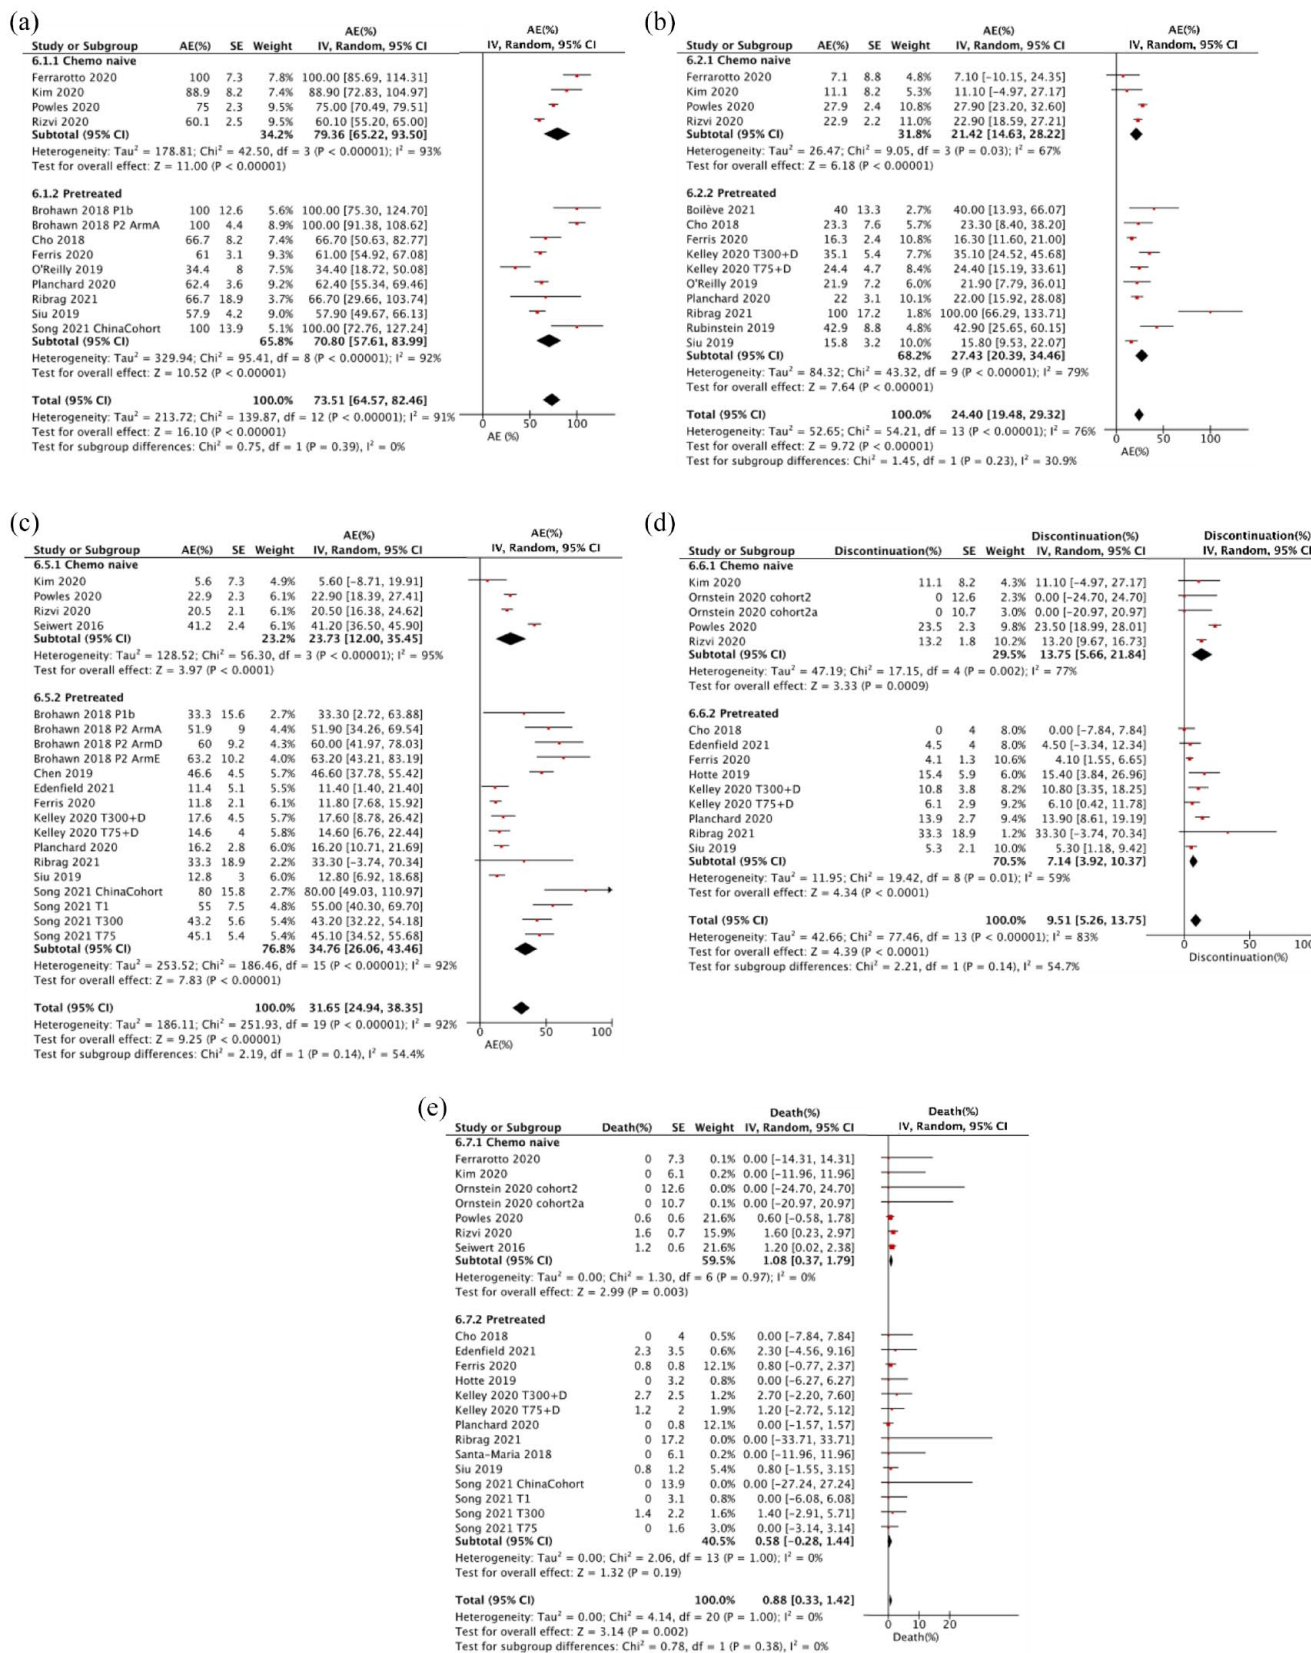 (a)
AE(%) AE(%)
Study or Subgroup AE(%) SE Weight IV, Random, 95% CI IV, Random, 95% CI
6.1.1 Chemo naive
Ferrarotto 2020 100 7.3 7.8% 100.00 [85.69, 114.31]
Kim 2020 88.9 8.2 7.4% 88.90 [72.83, 104.97]
Powles 2020 75 2.3 9.5% 75.00 [70.49, 79.51]
Rizvi 2020 60.1 2.5 9.5% 60.10 [55.20, 65.00]
Subtotal (95% CI) 34.2% 79.36 [65.22, 93.50]
Heterogeneity: Tau² = 178.81; Chi² = 42.50, df = 3 (P < 0.00001); I² = 93%
Test for overall effect: Z = 11.00 (P < 0.00001)
6.1.2 Pretreated
Brohawn 2018 P1b 100 12.6 5.6% 100.00 [75.30, 124.70]
Brohawn 2018 P2 ArmA 100 4.4 8.9% 100.00 [91.38, 108.62]
Cho 2018 66.7 8.2 7.4% 66.70 [50.63, 82.77]
Ferris 2020 61 3.1 9.3% 61.00 [54.92, 67.08]
O'Reilly 2019 34.4 8 7.5% 34.40 [18.72, 50.08]
Planchard 2020 62.4 3.6 9.2% 62.40 [55.34, 69.46]
Ribrag 2021 66.7 18.9 3.7% 66.70 [29.66, 103.74]
Siu 2019 57.9 4.2 9.0% 57.90 [49.67, 66.13]
Song 2021 ChinaCohort 100 13.9 5.1% 100.00 [72.76, 127.24]
Subtotal (95% CI) 65.8% 70.80 [57.61, 83.99]
Heterogeneity: Tau² = 329.94; Chi² = 95.41, df = 8 (P < 0.00001); I² = 92%
Test for overall effect: Z = 10.52 (P < 0.00001)
Total (95% CI) 100.0% 73.51 [64.57, 82.46]
Heterogeneity: Tau² = 213.72; Chi² = 139.87, df = 12 (P < 0.00001); I² = 91%
Test for overall effect: Z = 16.10 (P < 0.00001)
Test for subgroup differences: Chi² = 0.75, df = 1 (P = 0.39), I² = 0%
0 50 100
AE (%)
(b)
AE(%) AE(%)
Study or Subgroup AE(%) SE Weight IV, Random, 95% CI IV, Random, 95% CI
6.2.1 Chemo naive
Ferrarotto 2020 7.1 8.8 4.8% 7.10 [-10.15, 24.35]
Kim 2020 11.1 8.2 5.3% 11.10 [-4.97, 27.17]
Powles 2020 27.9 2.4 10.8% 27.90 [23.20, 32.60]
Rizvi 2020 22.9 2.2 11.0% 22.90 [18.59, 27.21]
Subtotal (95% CI) 31.8% 21.42 [14.63, 28.22]
Heterogeneity: Tau² = 26.47; Chi² = 9.05, df = 3 (P = 0.03); I² = 67%
Test for overall effect: Z = 6.18 (P < 0.00001)
6.2.2 Pretreated
Boilève 2021 40 13.3 2.7% 40.00 [13.93, 66.07]
Cho 2018 23.3 7.6 5.7% 23.30 [8.40, 38.20]
Ferris 2020 16.3 2.4 10.8% 16.30 [11.60, 21.00]
Kelley 2020 T300+D 35.1 5.4 7.7% 35.10 [24.52, 45.68]
Kelley 2020 T75+D 24.4 4.7 8.4% 24.40 [15.19, 33.61]
O'Reilly 2019 21.9 7.2 6.0% 21.90 [7.79, 36.01]
Planchard 2020 22 3.1 10.1% 22.00 [15.92, 28.08]
Ribrag 2021 100 17.2 1.8% 100.00 [66.29, 133.71]
Rubinstein 2019 42.9 8.8 4.8% 42.90 [25.65, 60.15]
Siu 2019 15.8 3.2 10.0% 15.80 [9.53, 22.07]
Subtotal (95% CI) 68.2% 27.43 [20.39, 34.46]
Heterogeneity: Tau² = 84.32; Chi² = 43.32, df = 9 (P < 0.00001); I² = 79%
Test for overall effect: Z = 7.64 (P < 0.00001)
Total (95% CI) 100.0% 24.40 [19.48, 29.32]
Heterogeneity: Tau² = 52.65; Chi² = 54.21, df = 13 (P < 0.00001); I² = 76%
Test for overall effect: Z = 9.72 (P < 0.00001)
Test for subgroup differences: Chi² = 1.45, df = 1 (P = 0.23), I² = 30.9%
0 50 100
AE(%)
(c)
AE(%) AE(%)
Study or Subgroup AE(%) SE Weight IV, Random, 95% CI IV, Random, 95% CI
6.5.1 Chemo naive
Kim 2020 5.6 7.3 4.9% 5.60 [-8.71, 19.91]
Powles 2020 22.9 2.3 6.1% 22.90 [18.39, 27.41]
Rizvi 2020 20.5 2.1 6.1% 20.50 [16.38, 24.62]
Seiwert 2016 41.2 2.4 6.1% 41.20 [36.50, 45.90]
Subtotal (95% CI) 23.2% 23.73 [12.00, 35.45]
Heterogeneity: Tau² = 128.52; Chi² = 56.30, df = 3 (P < 0.00001); I² = 95%
Test for overall effect: Z = 3.97 (P < 0.0001)
6.5.2 Pretreated
Brohawn 2018 P1b 33.3 15.6 2.7% 33.30 [2.72, 63.88]
Brohawn 2018 P2 ArmA 51.9 9 4.4% 51.90 [34.26, 69.54]
Brohawn 2018 P2 ArmD 60 9.2 4.3% 60.00 [41.97, 78.03]
Brohawn 2018 P2 ArmE 63.2 10.2 4.0% 63.20 [43.21, 83.19]
Chen 2019 46.6 4.5 5.7% 46.60 [37.78, 55.42]
Edenfield 2021 11.4 5.1 5.5% 11.40 [1.40, 21.40]
Ferris 2020 11.8 2.1 6.1% 11.80 [7.68, 15.92]
Kelley 2020 T300+D 17.6 4.5 5.7% 17.60 [8.78, 26.42]
Kelley 2020 T75+D 14.6 4 5.8% 14.60 [6.76, 22.44]
Planchard 2020 16.2 2.8 6.0% 16.20 [10.71, 21.69]
Ribrag 2021 33.3 18.9 2.2% 33.30 [-3.74, 70.34]
Siu 2019 12.8 3 6.0% 12.80 [6.92, 18.68]
Song 2021 ChinaCohort 80 15.8 2.7% 80.00 [49.03, 110.97]
Song 2021 T1 55 7.5 4.8% 55.00 [40.30, 69.70]
Song 2021 T300 43.2 5.6 5.4% 43.20 [32.22, 54.18]
Song 2021 T75 45.1 5.4 5.4% 45.10 [34.52, 55.68]
Subtotal (95% CI) 76.8% 34.76 [26.06, 43.46]
Heterogeneity: Tau² = 253.52; Chi² = 186.46, df = 15 (P < 0.00001); I² = 92%
Test for overall effect: Z = 7.83 (P < 0.00001)
Total (95% CI) 100.0% 31.65 [24.94, 38.35]
Heterogeneity: Tau² = 186.11; Chi² = 251.93, df = 19 (P < 0.00001); I² = 92%
Test for overall effect: Z = 9.25 (P < 0.00001)
Test for subgroup differences: Chi² = 2.19, df = 1 (P = 0.14), I² = 54.4%
0 50 100
AE(%)
(d)
Discontinuation(%) Discontinuation(%)
Study or Subgroup Discontinuation(%) SE Weight IV, Random, 95% CI IV, Random, 95% CI
6.6.1 Chemo naive
Kim 2020 11.1 8.2 4.3% 11.10 [-4.97, 27.17]
Ornstein 2020 cohort2 0 12.6 2.3% 0.00 [-24.70, 24.70]
Ornstein 2020 cohort2a 0 10.7 3.0% 0.00 [-20.97, 20.97]
Powles 2020 23.5 2.3 9.8% 23.50 [18.99, 28.01]
Rizvi 2020 13.2 1.8 10.2% 13.20 [9.67, 16.73]
Subtotal (95% CI) 29.5% 13.75 [5.66, 21.84]
Heterogeneity: Tau² = 47.19; Chi² = 17.15, df = 4 (P = 0.002); I² = 77%
Test for overall effect: Z = 3.33 (P = 0.0009)
6.6.2 Pretreated
Cho 2018 0 4 8.0% 0.00 [-7.84, 7.84]
Edenfield 2021 4.5 4 8.0% 4.50 [-3.34, 12.34]
Ferris 2020 4.1 1.3 10.6% 4.10 [1.55, 6.65]
Hotte 2019 15.4 5.9 6.0% 15.40 [3.84, 26.96]
Kelley 2020 T300+D 10.8 3.8 8.2% 10.80 [3.35, 18.25]
Kelley 2020 T75+D 6.1 2.9 9.2% 6.10 [0.42, 11.78]
Planchard 2020 13.9 2.7 9.4% 13.90 [8.61, 19.19]
Ribrag 2021 33.3 18.9 1.2% 33.30 [-3.74, 70.34]
Siu 2019 5.3 2.1 10.0% 5.30 [1.18, 9.42]
Subtotal (95% CI) 70.5% 7.14 [3.92, 10.37]
Heterogeneity: Tau² = 11.95; Chi² = 19.42, df = 8 (P = 0.01); I² = 59%
Test for overall effect: Z = 4.34 (P < 0.0001)
Total (95% CI) 100.0% 9.51 [5.26, 13.75]
Heterogeneity: Tau² = 42.66; Chi² = 77.46, df = 13 (P < 0.00001); I² = 83%
Test for overall effect: Z = 4.39 (P < 0.0001)
Test for subgroup differences: Chi² = 2.21, df = 1 (P = 0.14), I² = 54.7%
0 50 100
Discontinuation(%)
(e)
Death(%) Death(%)
Study or Subgroup Death(%) SE Weight IV, Random, 95% CI IV, Random, 95% CI
6.7.1 Chemo naive
Ferrarotto 2020 0 7.3 0.1% 0.00 [-14.31, 14.31]
Kim 2020 0 6.1 0.2% 0.00 [-11.96, 11.96]
Ornstein 2020 cohort2 0 12.6 0.0% 0.00 [-24.70, 24.70]
Ornstein 2020 cohort2a 0 10.7 0.1% 0.00 [-20.97, 20.97]
Powles 2020 0.6 0.6 21.6% 0.60 [-0.58, 1.78]
Rizvi 2020 1.6 0.7 15.9% 1.60 [0.23, 2.97]
Seiwert 2016 1.2 0.6 21.6% 1.20 [0.02, 2.38]
Subtotal (95% CI) 59.5% 1.08 [0.37, 1.79]
Heterogeneity: Tau² = 0.00; Chi² = 1.30, df = 6 (P = 0.97); I² = 0%
Test for overall effect: Z = 2.99 (P = 0.003)
6.7.2 Pretreated
Cho 2018 0 4 0.5% 0.00 [-7.84, 7.84]
Edenfield 2021 2.3 3.5 0.6% 2.30 [-4.56, 9.16]
Ferris 2020 0.8 0.8 12.1% 0.80 [-0.77, 2.37]
Hotte 2019 0 3.2 0.8% 0.00 [-6.27, 6.27]
Kelley 2020 T300+D 2.7 2.5 1.2% 2.70 [-2.20, 7.60]
Kelley 2020 T75+D 1.2 2 1.9% 1.20 [-2.72, 5.12]
Planchard 2020 0 0.8 12.1% 0.00 [-1.57, 1.57]
Ribrag 2021 0 17.2 0.0% 0.00 [-33.71, 33.71]
Santa-Maria 2018 0 6.1 0.2% 0.00 [-11.96, 11.96]
Siu 2019 0.8 1.2 5.4% 0.80 [-1.55, 3.15]
Song 2021 ChinaCohort 0 13.9 0.0% 0.00 [-27.24, 27.24]
Song 2021 T1 0 3.1 0.8% 0.00 [-6.08, 6.08]
Song 2021 T300 1.4 2.2 1.6% 1.40 [-2.91, 5.71]
Song 2021 T75 0 1.6 3.0% 0.00 [-3.14, 3.14]
Subtotal (95% CI) 40.5% 0.58 [-0.28, 1.44]
Heterogeneity: Tau² = 0.00; Chi² = 2.06, df = 13 (P = 1.00); I² = 0%
Test for overall effect: Z = 1.32 (P = 0.19)
Total (95% CI) 100.0% 0.88 [0.33, 1.42]
Heterogeneity: Tau² = 0.00; Chi² = 4.14, df = 20 (P = 1.00); I² = 0%
Test for overall effect: Z = 3.14 (P = 0.002)
Test for subgroup differences: Chi² = 0.78, df = 1 (P = 0.38), I² = 0%
0 10 20
Death(%)